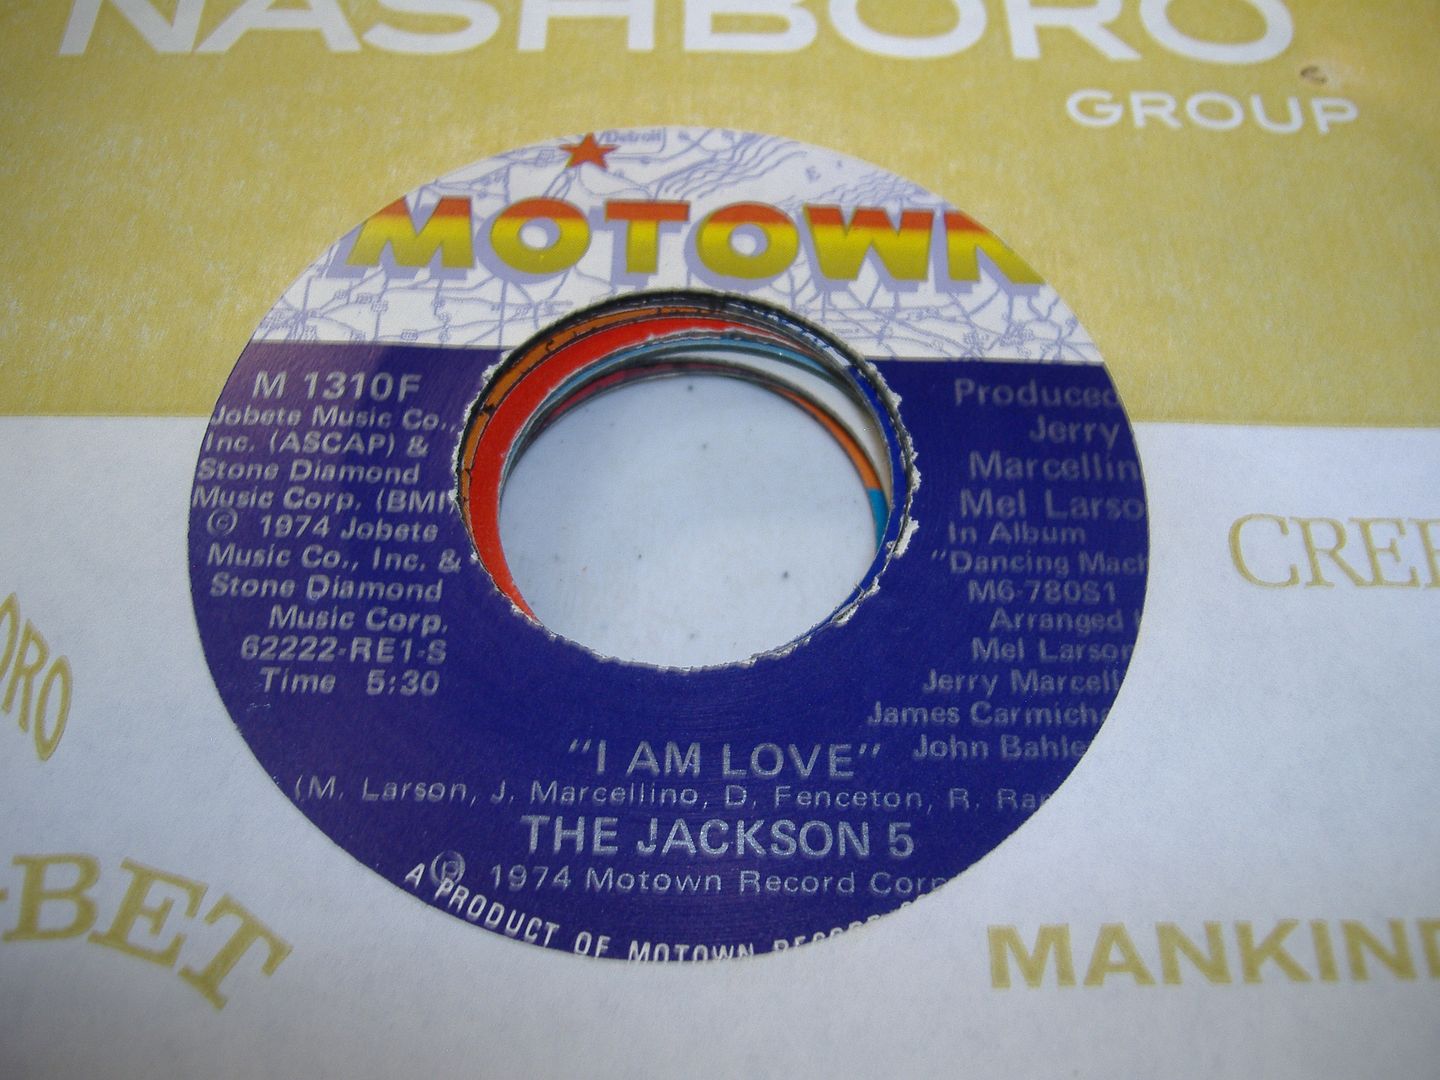 NASHBORO
GROUP
Detroit
MOTOWN
M 1310F
Jobete Music Co.,
Inc. (ASCAP) &
Stone Diamond
Music Corp. (BMI)
© 1974 Jobete
Music Co., Inc. &
Stone Diamond
Music Corp.
62222-RE1-S
Time 5:30
Produced
Jerry
Marcellin
Mel Larso
In Album
"Dancing Mach
M6-780S1
Arranged
Mel Larson
Jerry Marcell
James Carmich
John Bahle
"I AM LOVE"
(M. Larson, J. Marcellino, D. Fenceton, R. Ran
THE JACKSON 5
℗ 1974 Motown Record Corp
A PRODUCT OF MOTOWN RECORD
CREE
ORO
-BET
MANKIND